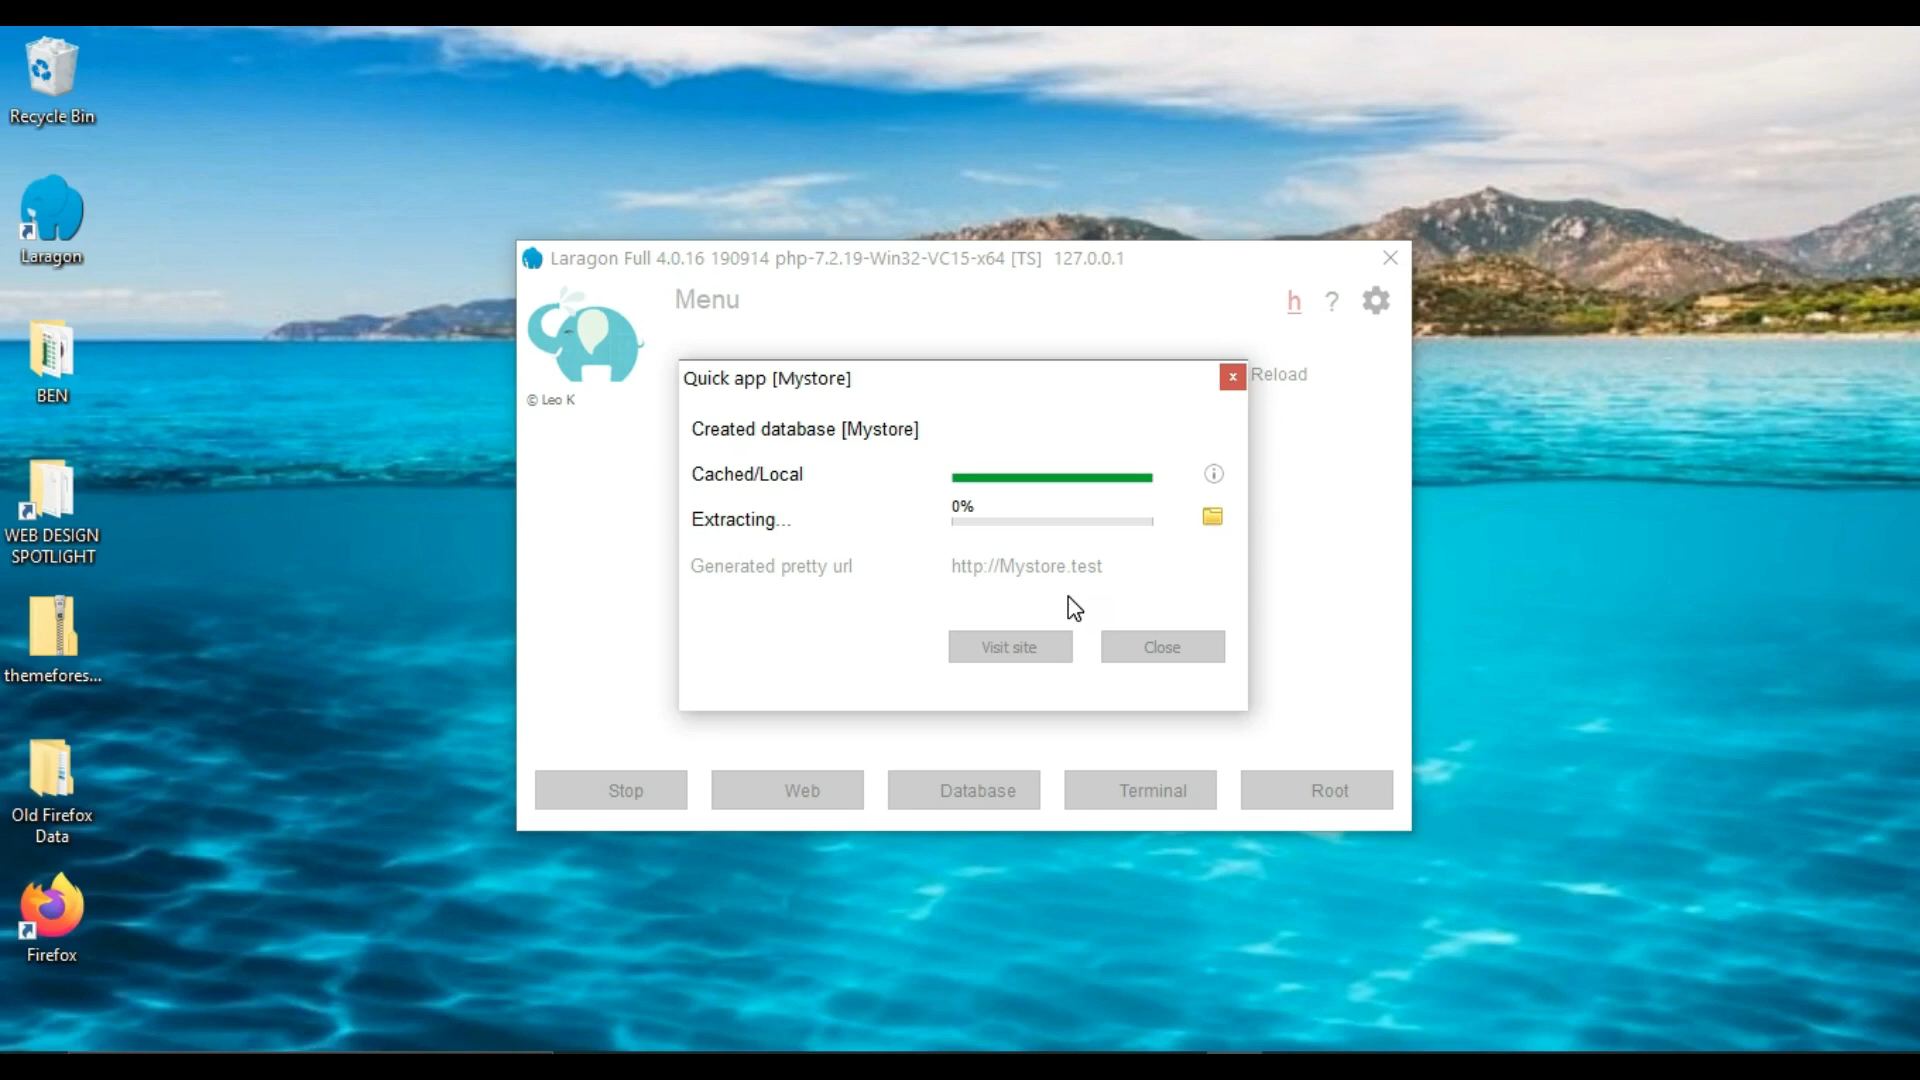 Recycle Bin
Laragon
BEN
WEB DESIGN
SPOTLIGHT
themefores...
Old Firefox
Data
Firefox
Laragon Full 4.0.16 190914 php-7.2.19-Win32-VC15-x64 [TS] 127.0.0.1
Menu
h ?
© Leo K
Reload
Quick app [Mystore]
x
Created database [Mystore]
Cached/Local
0%
Extracting...
Generated pretty url http://Mystore.test
Visit site Close
Stop Web Database Terminal Root